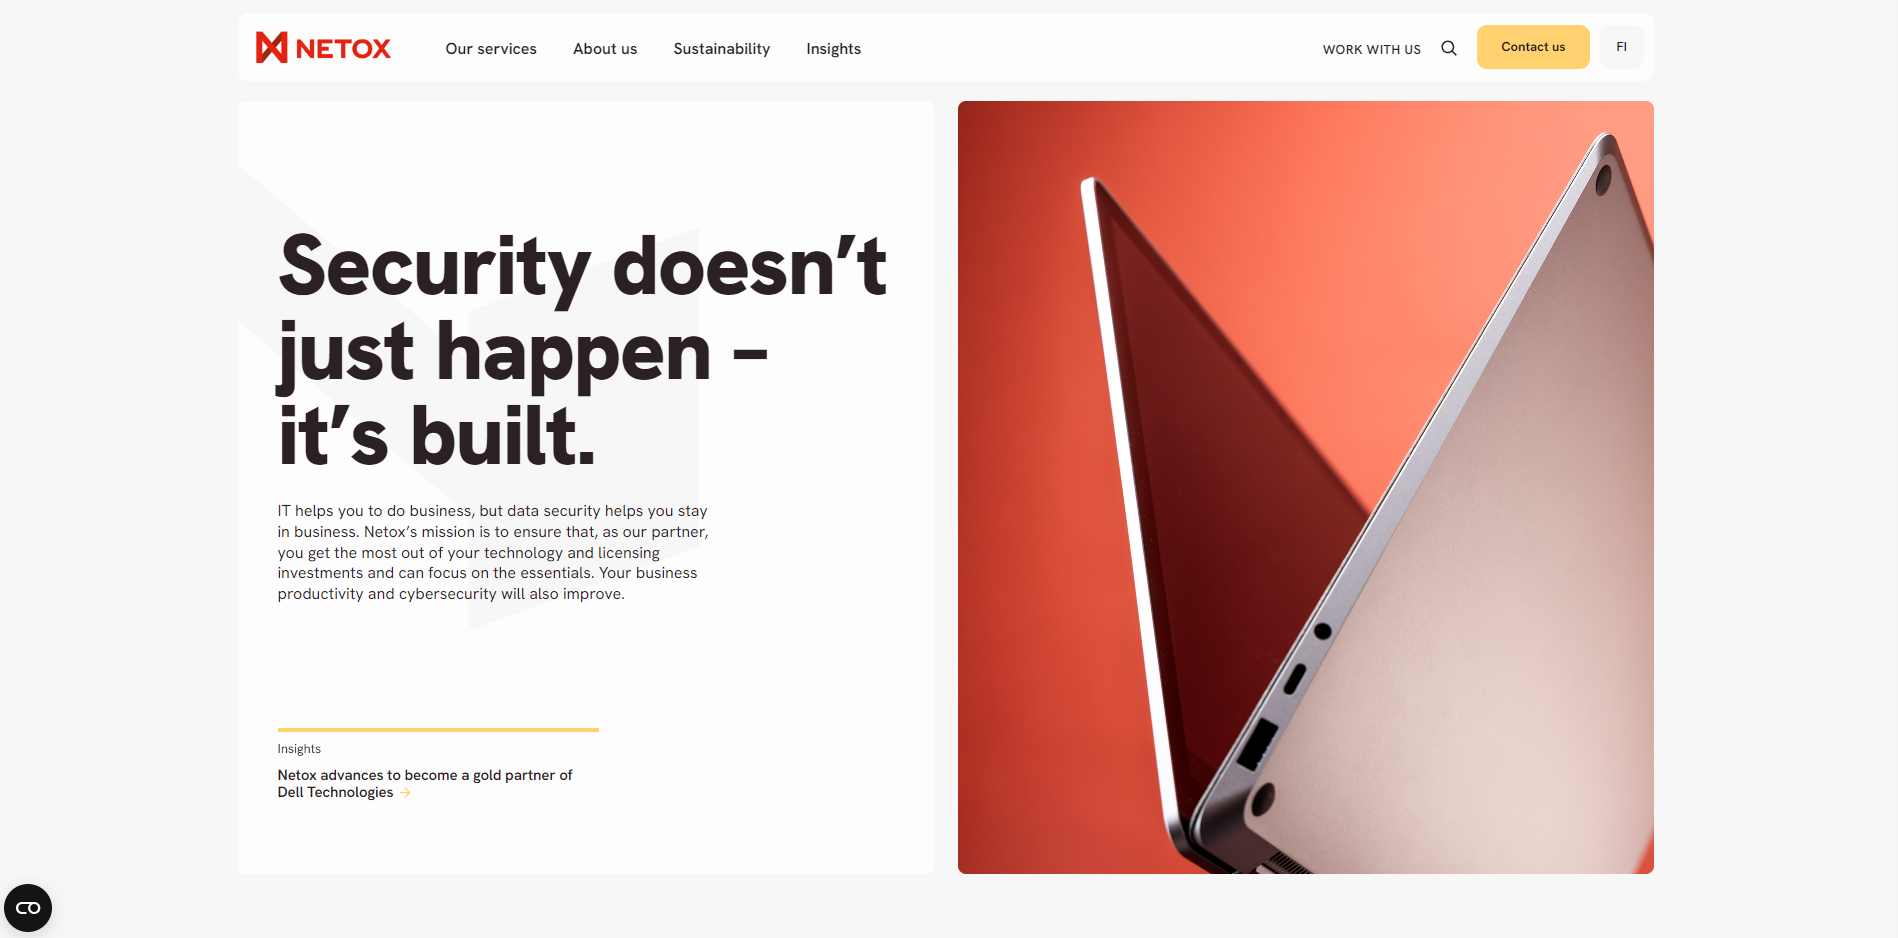 NETOX
Our services
About us
Sustainability
Insights
WORK WITH US
Contact us
FI
Security doesn’t
just happen –
it’s built.
IT helps you to do business, but data security helps you stay
in business. Netox’s mission is to ensure that, as our partner,
you get the most out of your technology and licensing
investments and can focus on the essentials. Your business
productivity and cybersecurity will also improve.
Insights
Netox advances to become a gold partner of
Dell Technologies →